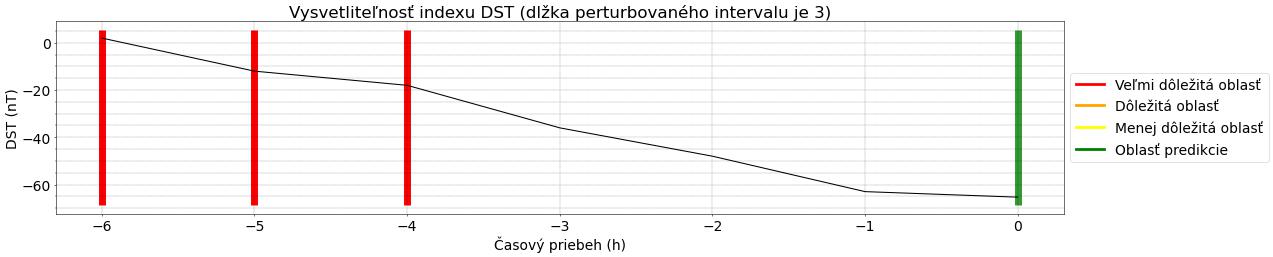 Vysvetliteľnosť indexu DST (dlžka perturbovaného intervalu je 3)
DST (nT)
0
−20
−40
−60
−6
−5
−4
−3
−2
−1
0
Časový priebeh (h)
Veľmi dôležitá oblasť
Dôležitá oblasť
Menej dôležitá oblasť
Oblasť predikcie